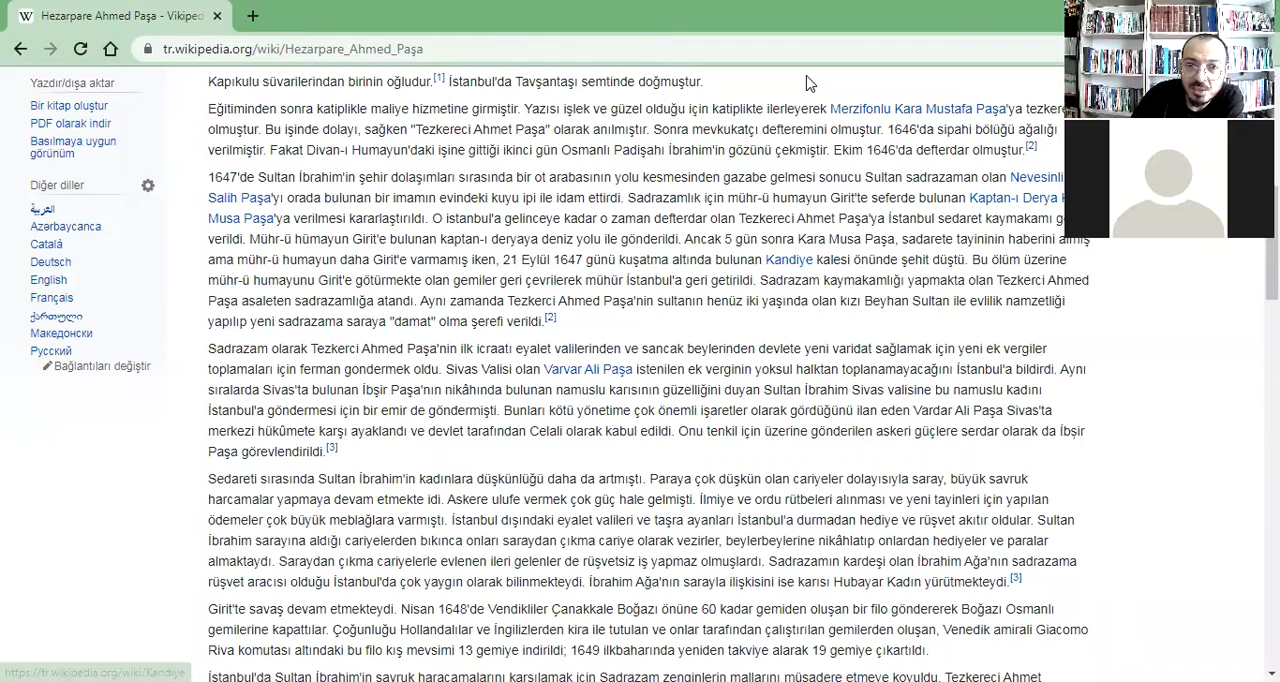 Hezarpare Ahmed Paşa - Vikiped
tr.wikipedia.org/wiki/Hezarpare_Ahmed_Paşa
Yazdır/dışa aktar
Bir kitap oluştur
PDF olarak indir
Basılmaya uygun
görünüm
Diğer diller
العربية
Azərbaycanca
Català
Deutsch
English
Français
ქართული
Македонски
Русский
Bağlantıları değiştir
Kapıkulu süvarilerinden birinin oğludur.[1] İstanbul'da Tavşantaşı semtinde doğmuştur.
Eğitiminden sonra katiplikle maliye hizmetine girmiştir. Yazısı işlek ve güzel olduğu için katiplikte ilerleyerek Merzifonlu Kara Mustafa Paşa'ya tezkere
olmuştur. Bu işinde dolayı, sağken "Tezkereci Ahmet Paşa" olarak anılmıştır. Sonra mevkukatçı defteremini olmuştur. 1646'da sipahi bölüğü ağalığı
verilmiştir. Fakat Divan-ı Humayun'daki işine gittiği ikinci gün Osmanlı Padişahı İbrahim'in gözünü çekmiştir. Ekim 1646'da defterdar olmuştur.[2]
1647'de Sultan İbrahim'in şehir dolaşımları sırasında bir ot arabasının yolu kesmesinden gazabe gelmesi sonucu Sultan sadrazaman olan Nevesinli
Salih Paşa'yı orada bulunan bir imamın evindeki kuyu ipi ile idam ettirdi. Sadrazamlık için mühr-u humayun Girit'te seferde bulunan Kaptan-ı Derya
Musa Paşa'ya verilmesi kararlaştırıldı. O istanbul'a gelinceye kadar o zaman defterdar olan Tezkereci Ahmet Paşa'ya İstanbul sedaret kaymakamı
verildi. Mühr-ü hümayun Girit'e bulunan kaptan-ı deryaya deniz yolu ile gönderildi. Ancak 5 gün sonra Kara Musa Paşa, sadarete tayininin haberini almış
ama mühr-u humayun daha Girit'e varmamış iken, 21 Eylül 1647 günü kuşatma altında bulunan Kandiye kalesi önünde şehit düştü. Bu ölüm üzerine
mühr-u humayunu Girit'e götürmekte olan gemiler geri çevrilerek mühür İstanbul'a geri getirildi. Sadrazam kaymakamlığı yapmakta olan Tezkerci Ahmed
Paşa asaleten sadrazamlığa atandı. Aynı zamanda Tezkerci Ahmed Paşa'nin sultanın henüz iki yaşında olan kızı Beyhan Sultan ile evlilik namzetliği
yapılıp yeni sadrazama saraya "damat" olma şerefi verildi.[2]
Sadrazam olarak Tezkerci Ahmed Paşa'nin ilk icraatı eyalet valilerinden ve sancak beylerinden devlete yeni varidat sağlamak için yeni ek vergiler
toplamaları için ferman gondermek oldu. Sivas Valisi olan Varvar Ali Paşa istenilen ek verginin yoksul halktan toplanamayacağını İstanbul'a bildirdi. Aynı
sıralarda Sivas'ta bulunan İbşir Paşa'nın nikâhında bulunan namuslu karısının güzelliğini duyan Sultan İbrahim Sivas valisine bu namuslu kadını
İstanbul'a göndermesi için bir emir de göndermişti. Bunları kötü yönetime çok önemli işaretler olarak gördüğünü ilan eden Vardar Ali Paşa Sivas'ta
merkezi hükûmete karşı ayaklandı ve devlet tarafından Celali olarak kabul edildi. Onu tenkil için üzerine gönderilen askeri güçlere serdar olarak da İbşir
Paşa görevlendirildi.[3]
Sedareti sırasında Sultan İbrahim'in kadınlara düşkünlüğü daha da artmıştı. Paraya çok düşkün olan cariyeler dolayısıyla saray, büyük savruk
harcamalar yapmaya devam etmekte idi. Askere ulufe vermek çok güç hale gelmişti. İlmiye ve ordu rütbeleri alınması ve yeni tayinleri için yapılan
ödemeler çok büyük meblağlara varmıştı. İstanbul dışındaki eyalet valileri ve taşra ayanları İstanbul'a durmadan hediye ve rüşvet akıtır oldular. Sultan
İbrahim sarayına aldığı cariyelerden bıkınca onları saraydan çıkma cariye olarak vezirler, beylerbeylerine nikâhlatıp onlardan hediyeler ve paralar
almaktaydı. Saraydan çıkma cariyelerle evlenen ileri gelenler de rüşvetsiz iş yapmaz olmuşlardı. Sadrazamın kardeşi olan İbrahim Ağa'nın sadrazama
rüşvet aracısı olduğu İstanbul'da çok yaygın olarak bilinmekteydi. İbrahim Ağa'nın sarayla ilişkisini ise karısı Hubayar Kadın yürütmekteydi.[3]
Girit'te savaş devam etmekteydi. Nisan 1648'de Vendikliler Çanakkale Boğazı önüne 60 kadar gemiden oluşan bir filo göndererek Boğazı Osmanlı
gemilerine kapattılar. Çoğunluğu Hollandalılar ve İngilizlerden kira ile tutulan ve onlar tarafından çalıştırılan gemilerden oluşan, Venedik amirali Giacomo
Riva komutası altındaki bu filo kış mevsimi 13 gemiye indirildi; 1649 ilkbaharında yeniden takviye alarak 19 gemiye çıkartıldı.
İstanbul'da Sultan İbrahim'in savruk haracamalarını karşılamak için Sadrazam zenginlerin mallarını müsadere etmeye koyuldu. Tezkereci Ahmet
https://tr.wikipedia.org/wiki/Kandiye